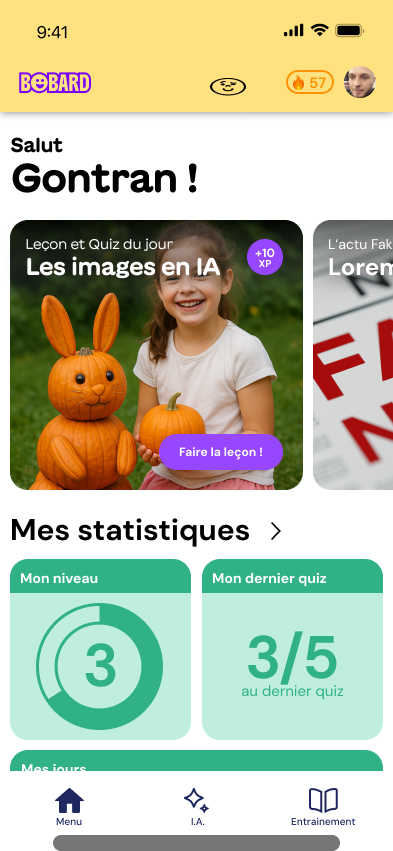 9:41
BOBARD
57
Salut
Gontran !
Leçon et Quiz du jour
Les images en IA
+10
XP
Faire la leçon !
L'actu Fak
Lorem
FA
N
Mes statistiques
Mon niveau
3
Mon dernier quiz
3/5
au dernier quiz
Mes jours
Menu
I.A.
Entrainement